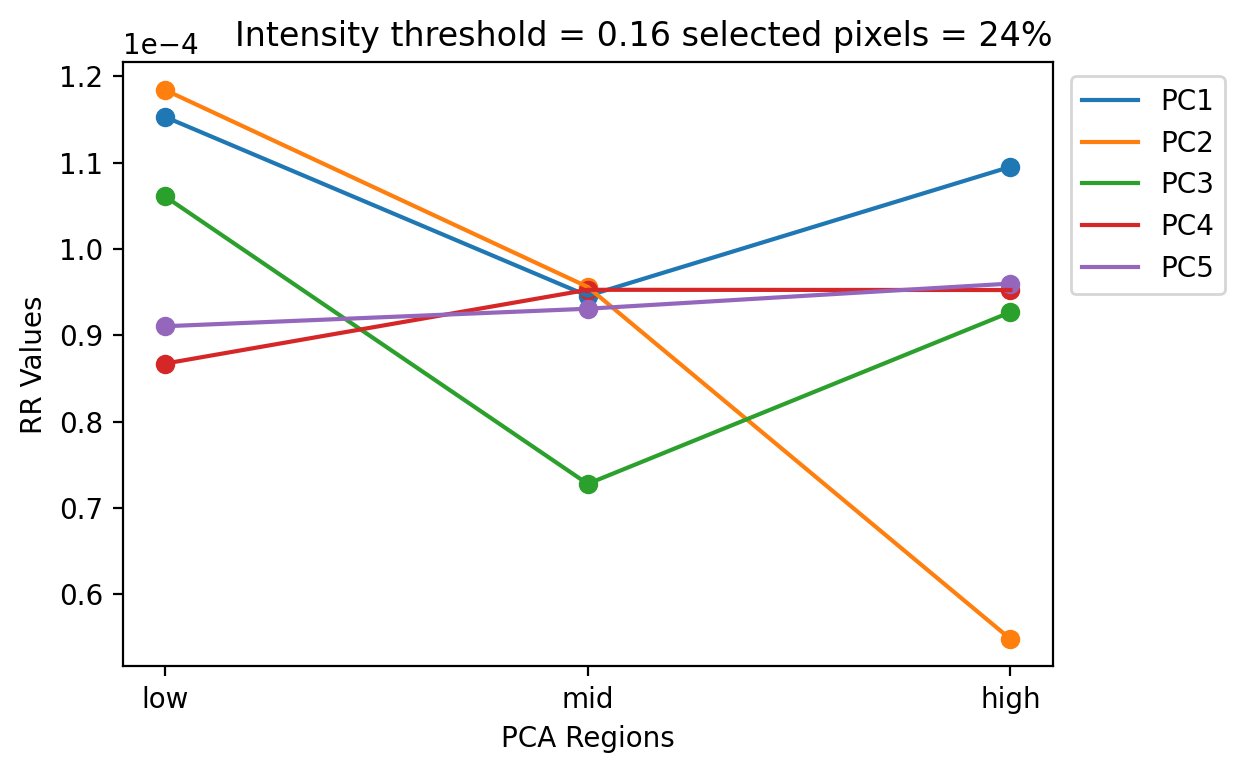 Intensity threshold = 0.16 selected pixels = 24%
1e−4
1.2
1.1
1.0
0.9
0.8
0.7
0.6
RR Values
low
mid
high
PCA Regions
PC1
PC2
PC3
PC4
PC5